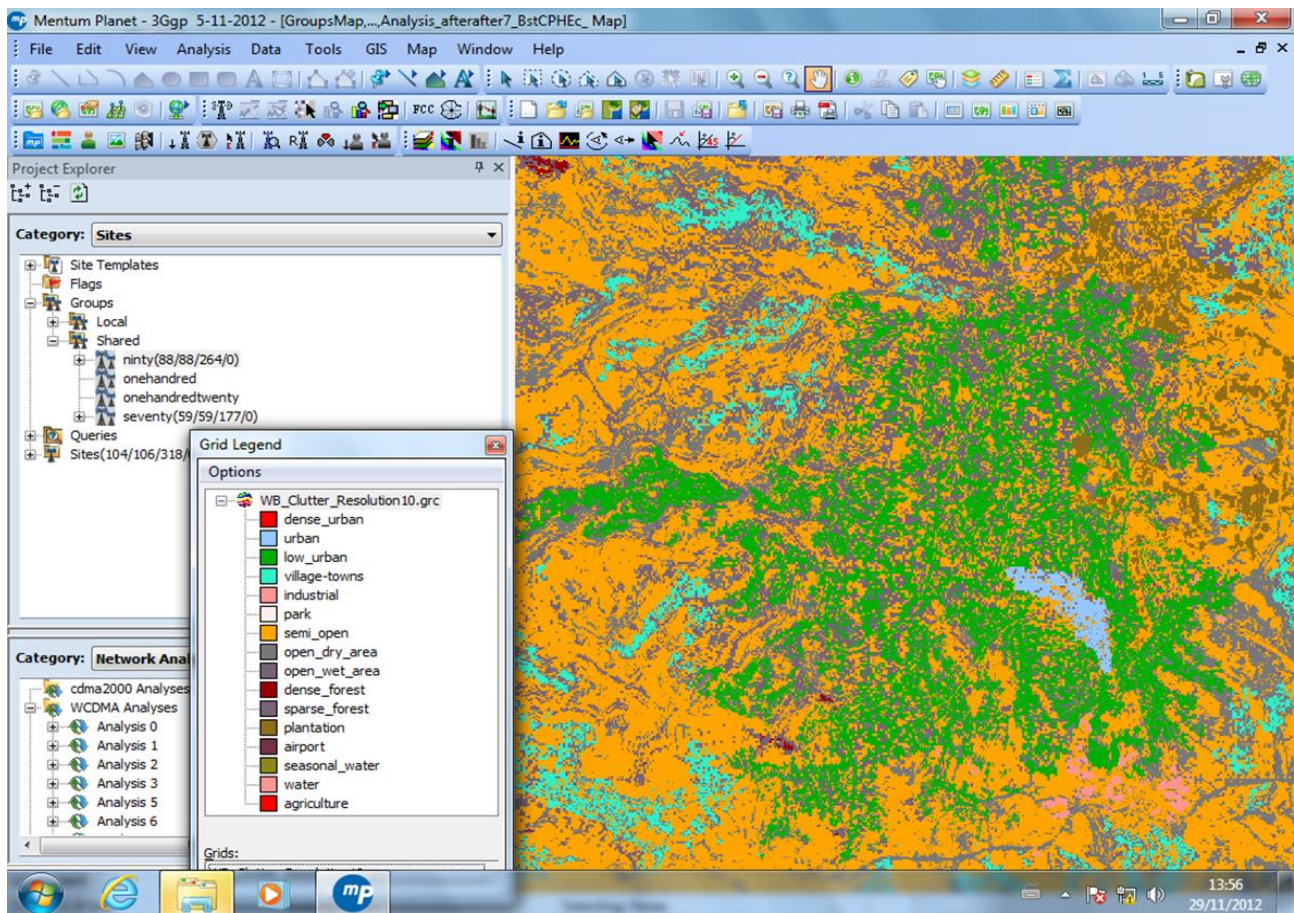 Mentum Planet - 3Ggp 5-11-2012 - [GroupsMap,...,Analysis_afterafter7_BstCPHEc_ Map]
File Edit View Analysis Data Tools GIS Map Window Help
FCC
Project Explorer
Category: Sites
Site Templates
Flags
Groups
Local
Shared
ninty(88/88/264/0)
onehandred
onehandredtwenty
seventy(59/59/177/0)
Queries
Sites(104/106/318/
Grid Legend
Options
WB_Clutter_Resolution10.grc
dense_urban
urban
low_urban
village-towns
industrial
park
semi_open
open_dry_area
open_wet_area
dense_forest
sparse_forest
plantation
airport
seasonal_water
water
agriculture
Grids:
Category: Network Anal
cdma2000 Analyses
WCDMA Analyses
Analysis 0
Analysis 1
Analysis 2
Analysis 3
Analysis 5
Analysis 6
mp
13:56
29/11/2012